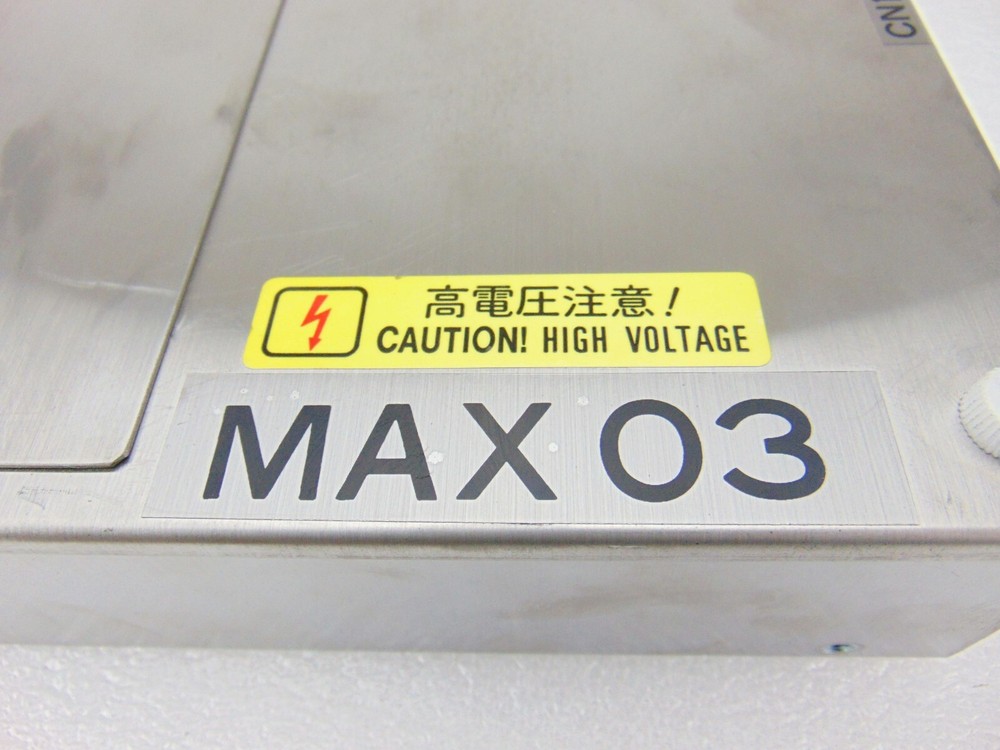 高電圧注意!
CAUTION! HIGH VOLTAGE
MAX 03